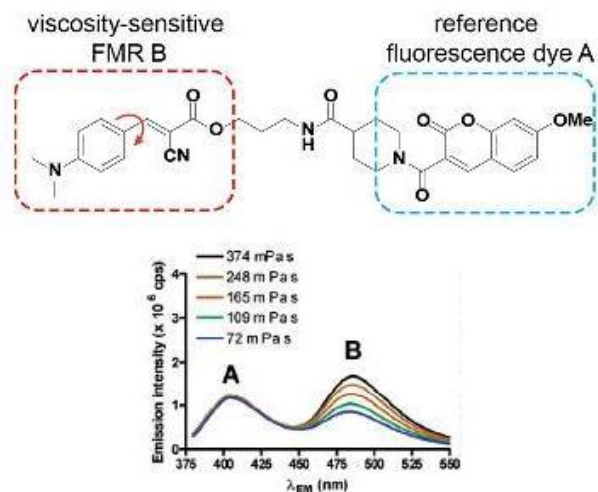 viscosity-sensitive
FMR B
reference
fluorescence dye A
O
O
CN
N
N
H
O
N
O
O
O
OMe
374 mPa s
248 m Pa s
165 m Pa s
109 m Pa s
72 m Pa s
Emission intensity (x 10⁶ cps)
4
3
2
1
0
A
B
375
400
425
450
475
500
525
550
λEM (nm)